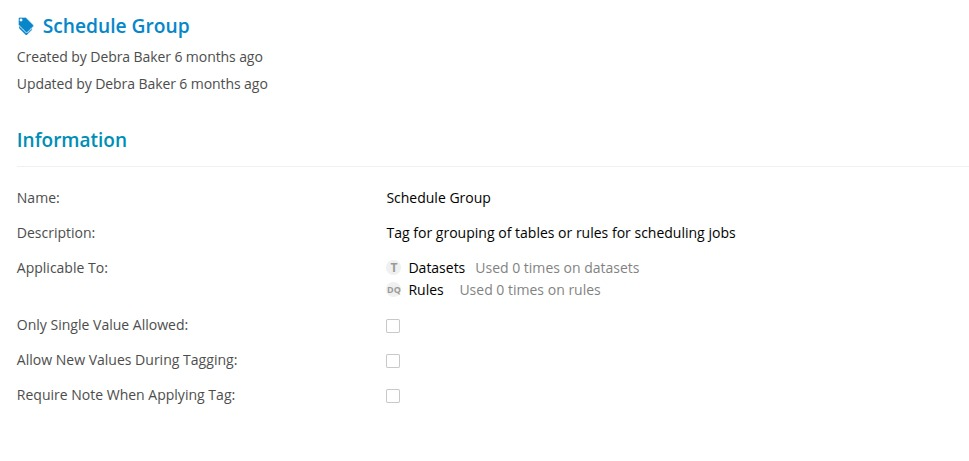 Schedule Group
Created by Debra Baker 6 months ago
Updated by Debra Baker 6 months ago
Information
Name: Schedule Group
Description: Tag for grouping of tables or rules for scheduling jobs
Applicable To: T Datasets Used 0 times on datasets
DQ Rules Used 0 times on rules
Only Single Value Allowed:
Allow New Values During Tagging:
Require Note When Applying Tag: